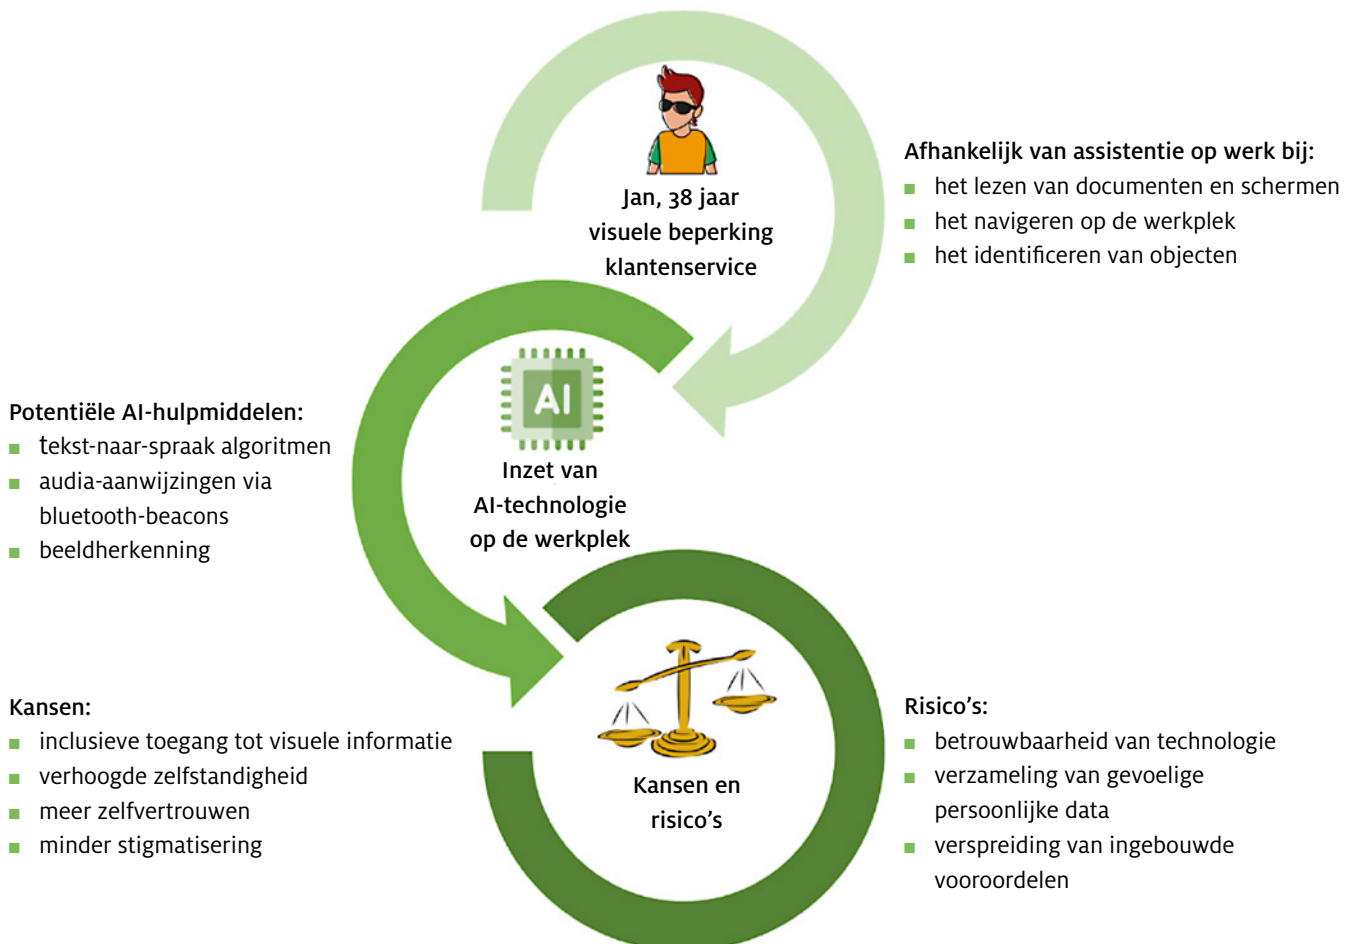 Jan, 38 jaar
visuele beperking
klantenservice
Afhankelijk van assistentie op werk bij:
het lezen van documenten en schermen
het navigeren op de werkplek
het identificeren van objecten
AI
Inzet van
AI-technologie
op de werkplek
Potentiële AI-hulpmiddelen:
tekst-naar-spraak algoritmen
audia-aanwijzingen via
bluetooth-beacons
beeldherkenning
Kansen en
risico's
Kansen:
inclusieve toegang tot visuele informatie
verhoogde zelfstandigheid
meer zelfvertrouwen
minder stigmatisering
Risico's:
betrouwbaarheid van technologie
verzameling van gevoelige
persoonlijke data
verspreiding van ingebouwde
vooroordelen